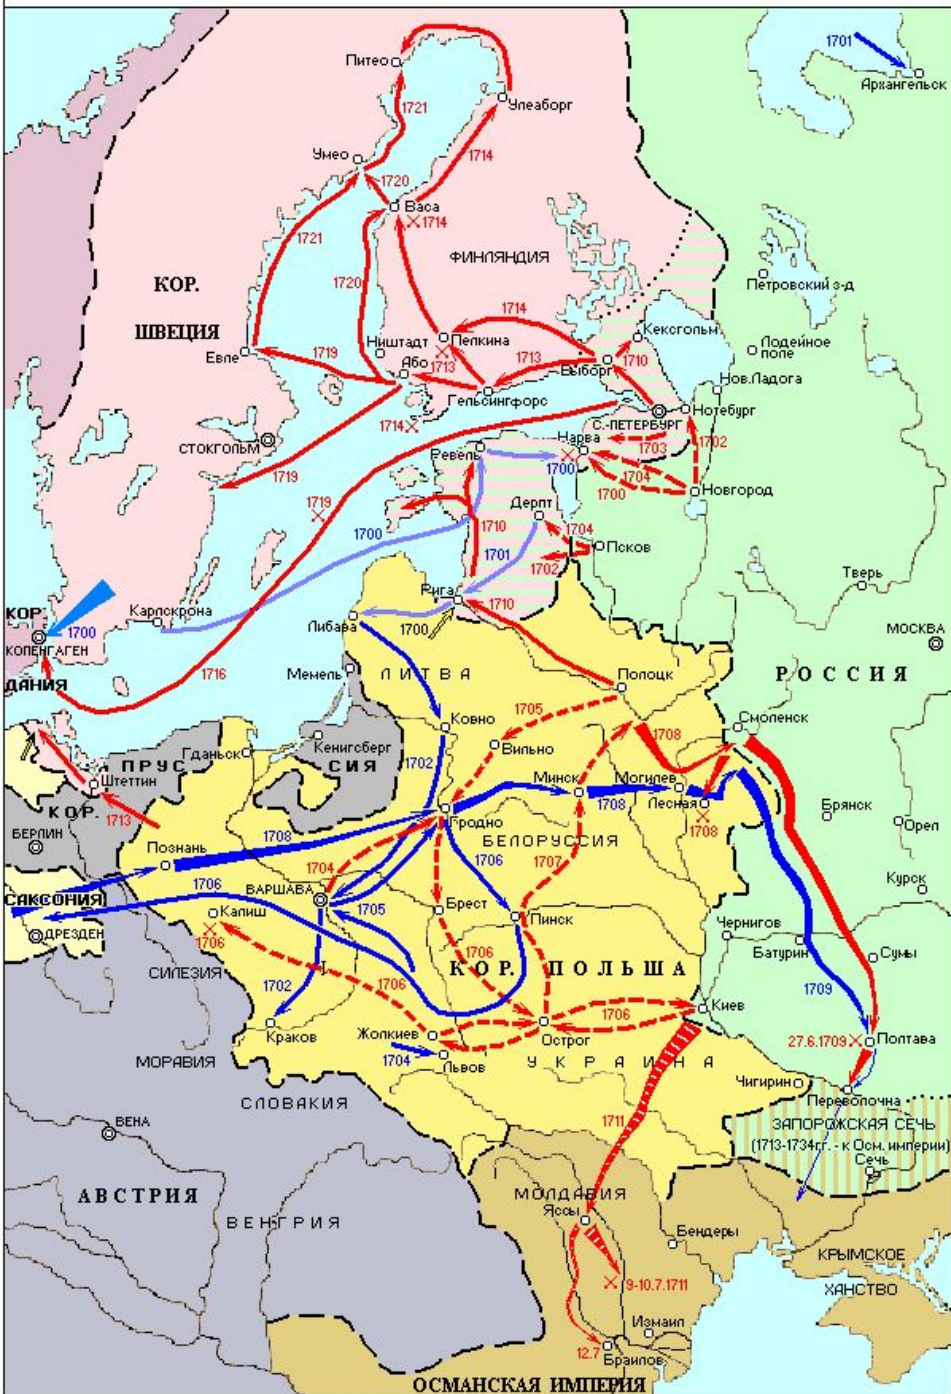 1701
Архангельск
Питео
Улеаборг
1721
Умео
1714
1720
Васа
1714
1721
ФИНЛЯНДИЯ
КОР.
1720
Петровский з-д
ШВЕЦИЯ
1714
Кексгольм
Ништадт
Пелкина
Лодейное
поле
Евле
1719
Або
1713
1713
Выборг
1710
Нов.Ладога
Гельсингфорс
Нотебург
1714
С.-ПЕТЕРБУРГ
СТОКГОЛЬМ
Ревель
Нарва
1703
1702
1700
1704
1719
1700
Новгород
1719
Дерпт
1710
1704
1700
1701
Псков
1702
Тверь
Карлскрона
Рига
1710
КОР.
1700
Либава
1700
МОСКВА
КОПЕНГАГЕН
ДАНИЯ
1716
Мемель
ЛИТВА
Полоцк
РОССИЯ
Ковно
1705
Смоленск
Кенигсберг
Вильно
1708
Гданьск
ПРУС
СИЯ
1702
Штеттин
Минск
Могилев
КОР.
1708
Лесная
1713
Гродно
Брянск
БЕРЛИН
1708
БЕЛОРУССИЯ
1708
Орел
Познань
1704
1706
1707
1706
ВАРШАВА
Курск
САКСОНИЯ
1705
Брест
Пинск
Калиш
Чернигов
ДРЕЗДЕН
1706
Батурин
Сумы
1706
СИЛЕЗИЯ
КОР. ПОЛЬША
1702
1706
1709
Киев
1706
Краков
Жолкиев
Острог
27.6.1709
Полтава
МОРАВИЯ
1704
Львов
УКРАИНА
Чигирин
Переволочна
СЛОВАКИЯ
1711
ЗАПОРОЖСКАЯ СЕЧЬ
ВЕНА
(1713-1734гг. - к Осм. империи)
Сечь
АВСТРИЯ
МОЛДАВИЯ
ВЕНГРИЯ
Яссы
Бендеры
КРЫМСКОЕ
9-10.7.1711
ХАНСТВО
Измаил
12.7
Браилов
ОСМАНСКАЯ ИМПЕРИЯ